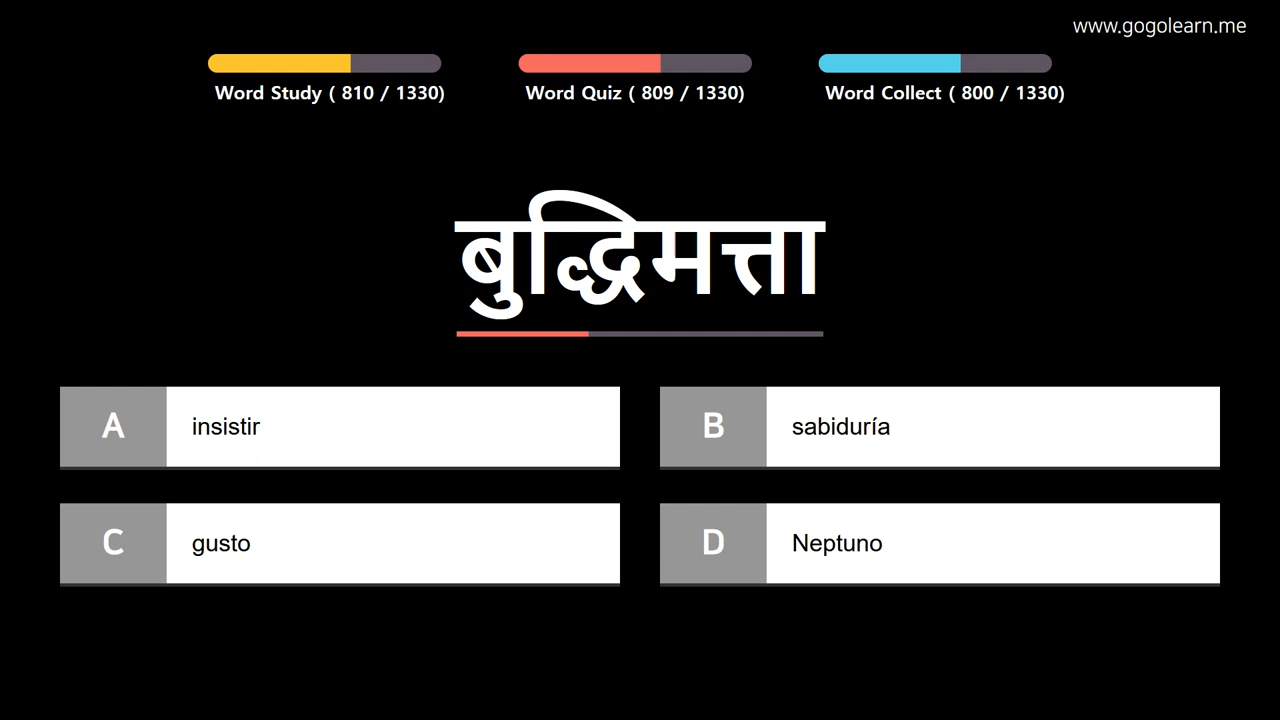 www.gogolearn.me
Word Study ( 810 / 1330)
Word Quiz ( 809 / 1330)
Word Collect ( 800 / 1330)
बुद्धिमत्ता
A insistir
B sabiduría
C gusto
D Neptuno